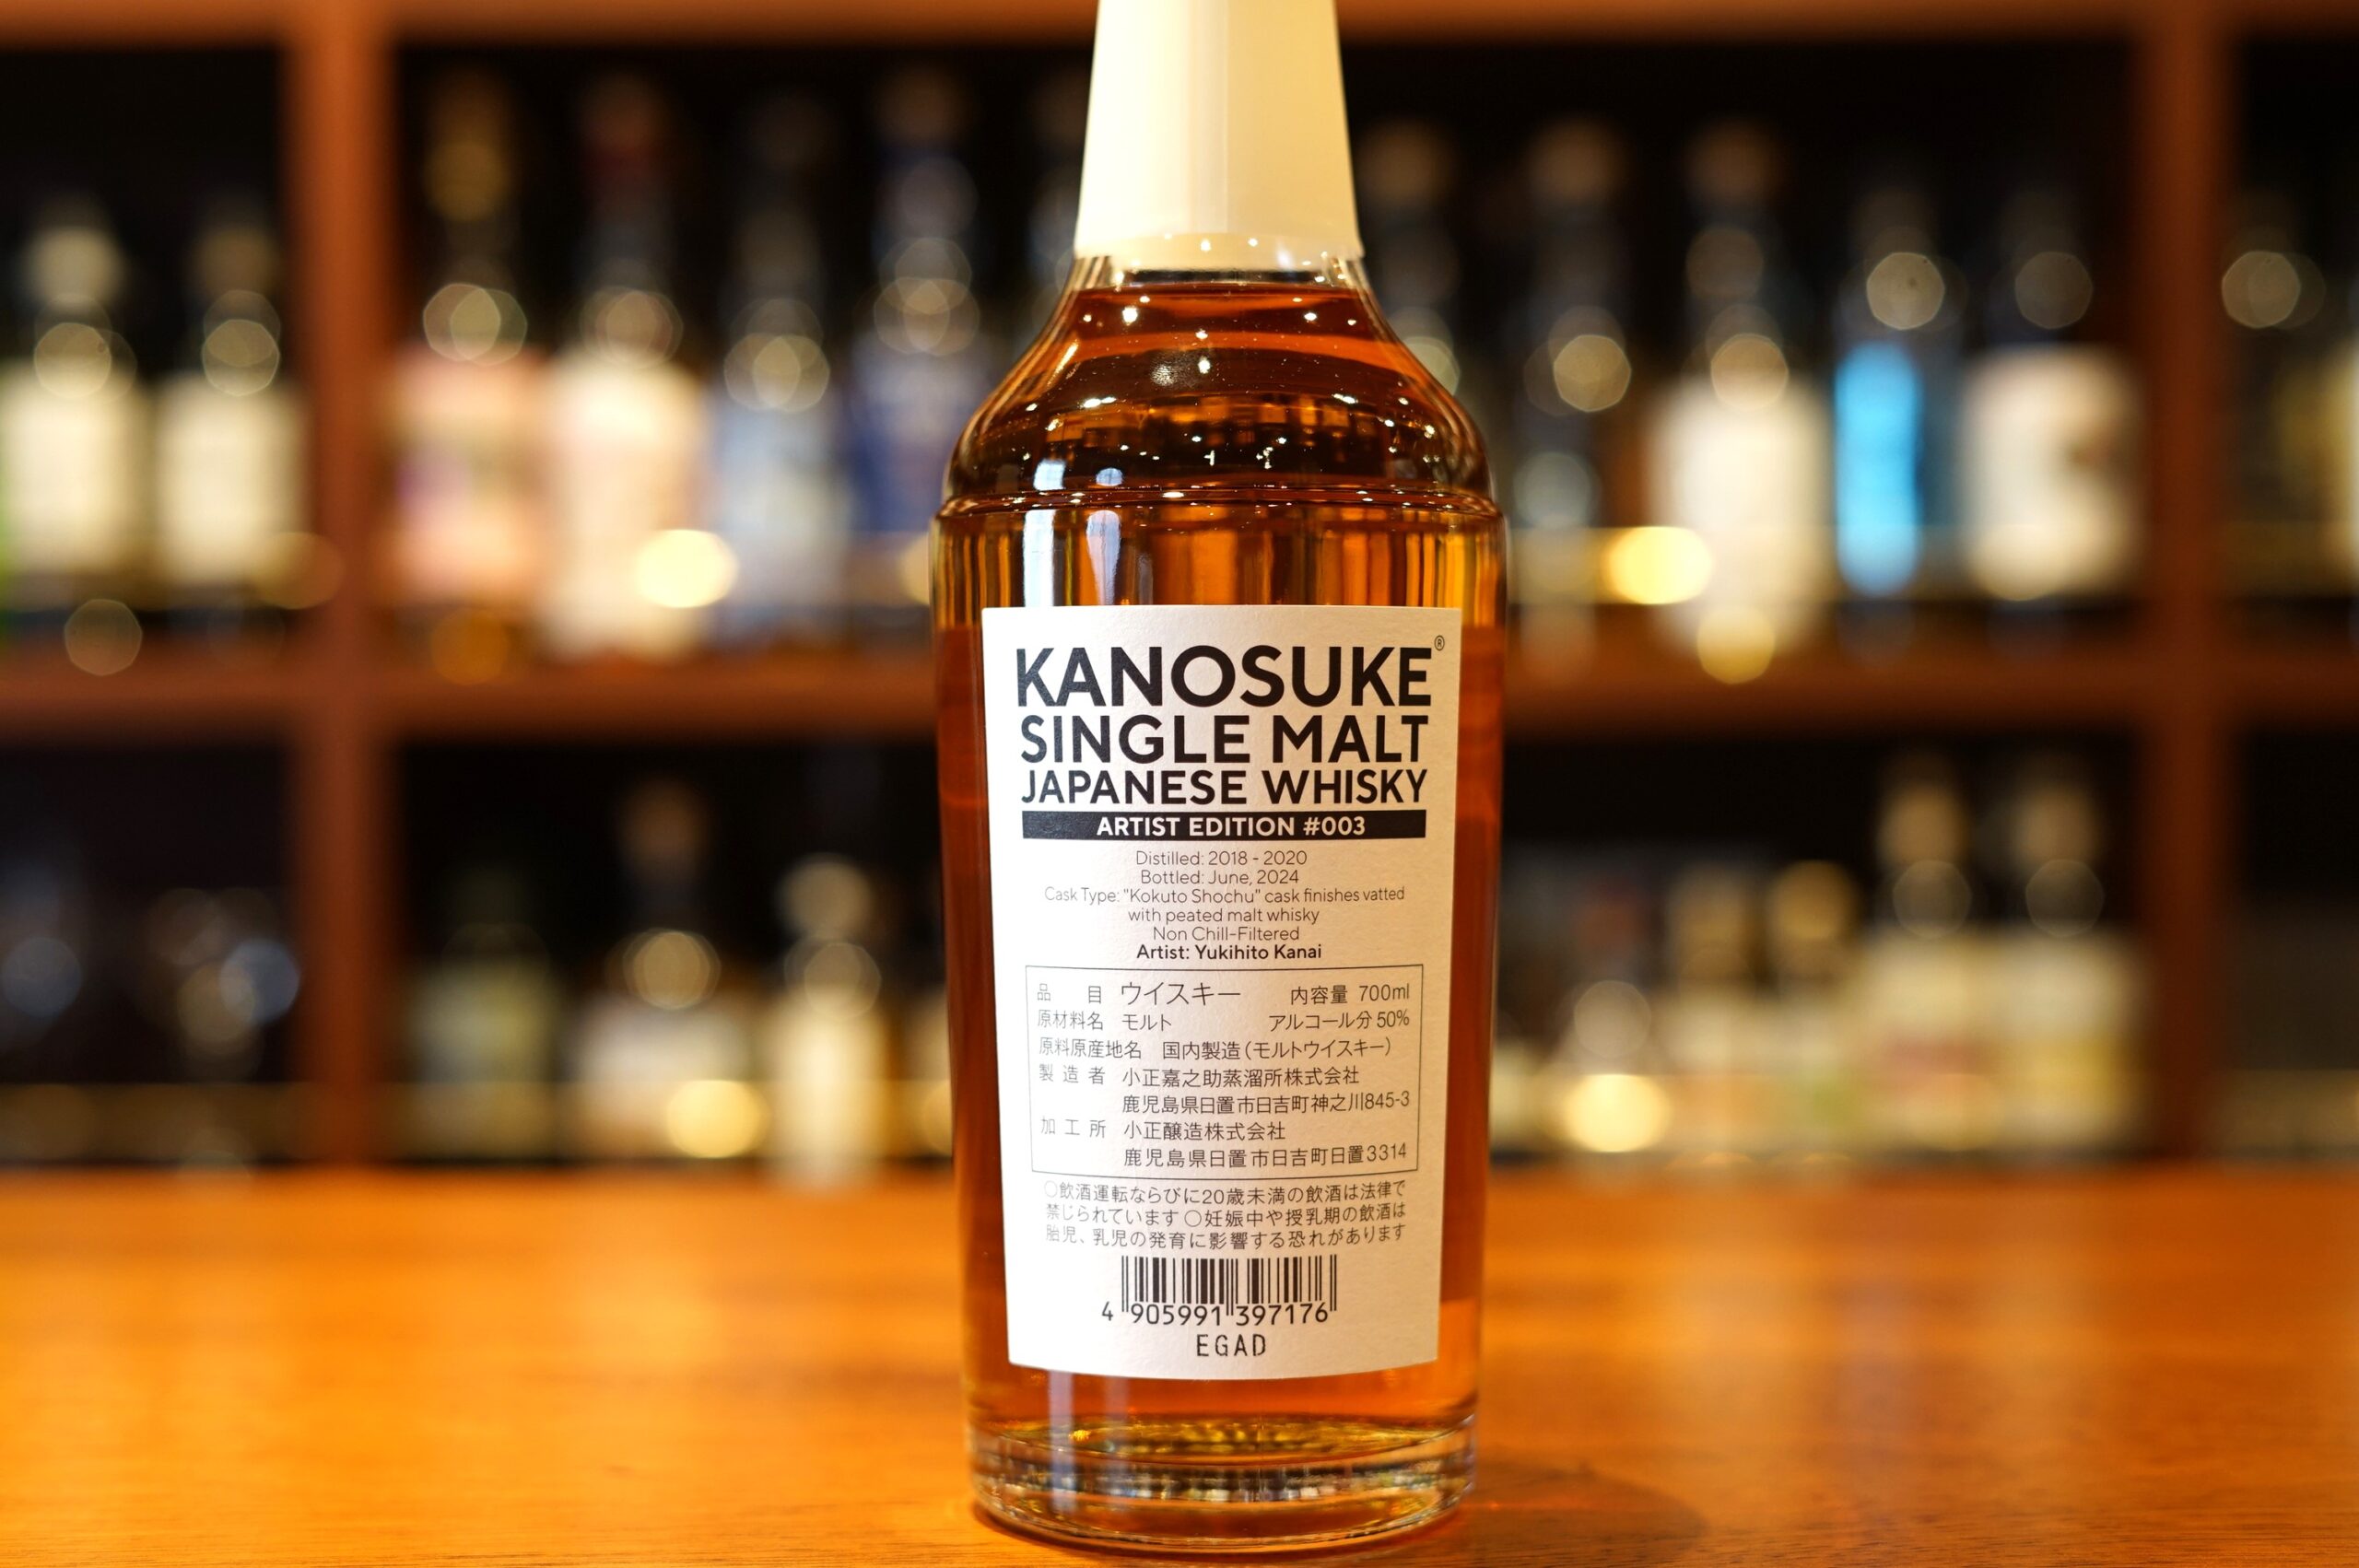 KANOSUKE®
SINGLE MALT
JAPANESE WHISKY
ARTIST EDITION #003
Distilled: 2018 - 2020
Bottled: June, 2024
Cask Type: "Kokuto Shochu" cask finishes vatted
with peated malt whisky
Non Chill-Filtered
Artist: Yukihito Kanai
品目 ウイスキー 内容量 700ml
原材料名 モルト アルコール分 50%
原料原産地名 国内製造(モルトウイスキー)
製造者 小正嘉之助蒸溜所株式会社
鹿児島県日置市日吉町神之川845-3
加工所 小正醸造株式会社
鹿児島県日置市日吉町日置3314
○飲酒運転ならびに20歳未満の飲酒は法律で
禁じられています ○妊娠中や授乳期の飲酒は
胎児、乳児の発育に影響する恐れがあります
4 905991 397176
EGAD